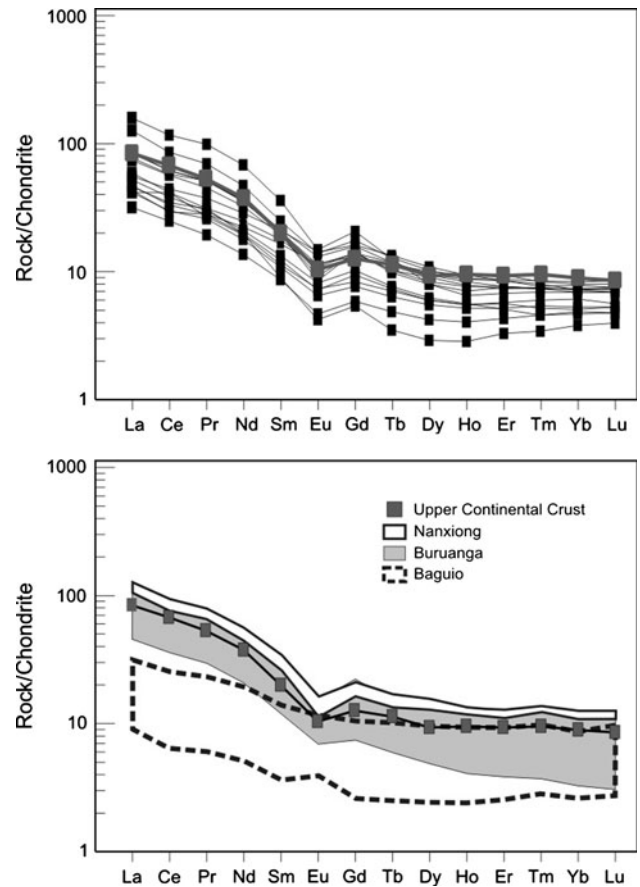 1000
100
10
1
Rock/Chondrite
La Ce Pr Nd Sm Eu Gd Tb Dy Ho Er Tm Yb Lu
1000
100
10
1
Rock/Chondrite
Upper Continental Crust
Nanxiong
Buruanga
Baguio
La Ce Pr Nd Sm Eu Gd Tb Dy Ho Er Tm Yb Lu